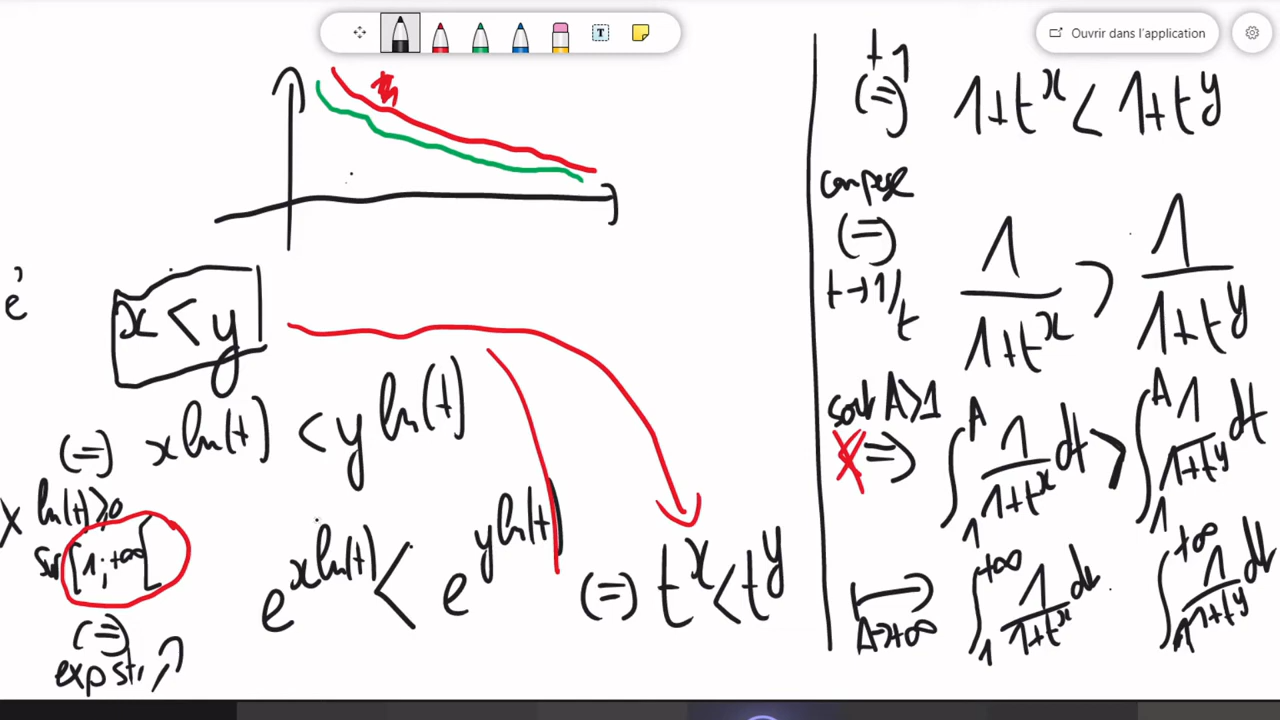 Ouvrir dans l'application
T
é
x < y
(=) x ln(t) < y ln(t)
x ln(t) ⩾ 0
sur [1; +∞[
(=)
exp sti ↗
e^{x ln(t)} < e^{y ln(t)} (=) t^x < t^y
+1
(=) 1+t^x < 1+t^y
compose
(=) 1/(1+t^x) > 1/(1+t^y)
t→1/t
soit A>1
X => ∫_1^A 1/(1+t^x) dt > ∫_1^A 1/(1+t^y) dt
↦ ∫_1^{+∞} 1/(1+t^x) dt ∫_1^{+∞} 1/(1+t^y) dt
A→+∞